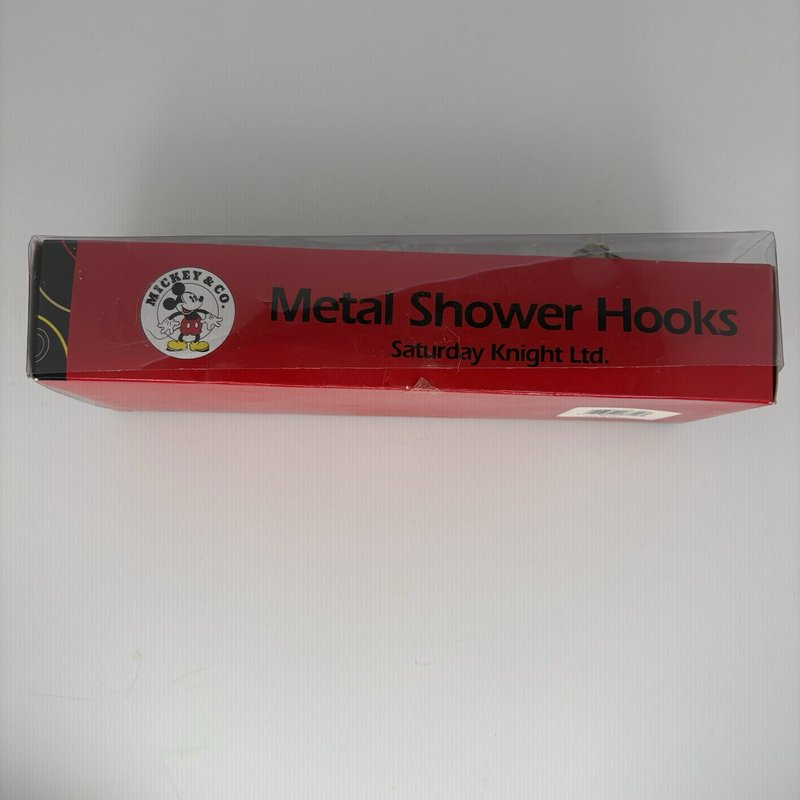 MICKEY & CO.
Metal Shower Hooks
Saturday Knight Ltd.